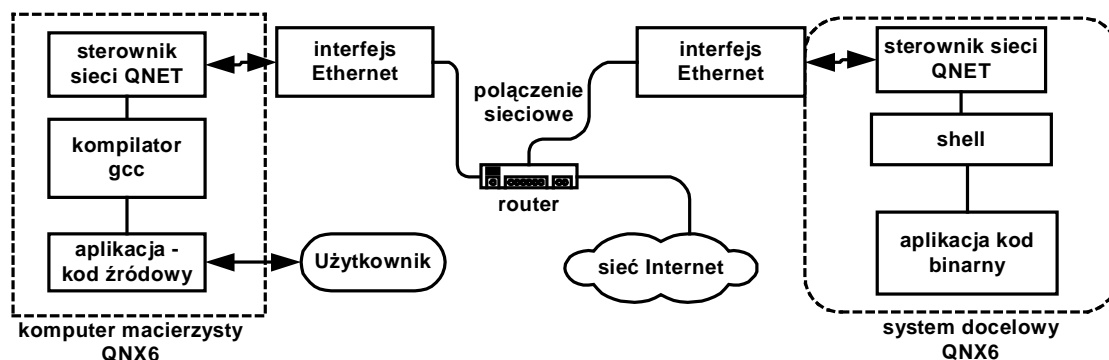 sterownik
sieci QNET
kompilator
gcc
aplikacja -
kod źródowy
komputer macierzysty
QNX6
interfejs
Ethernet
Użytkownik
połączenie
sieciowe
router
sieć Internet
interfejs
Ethernet
sterownik sieci
QNET
shell
aplikacja kod
binarny
system docelowy
QNX6